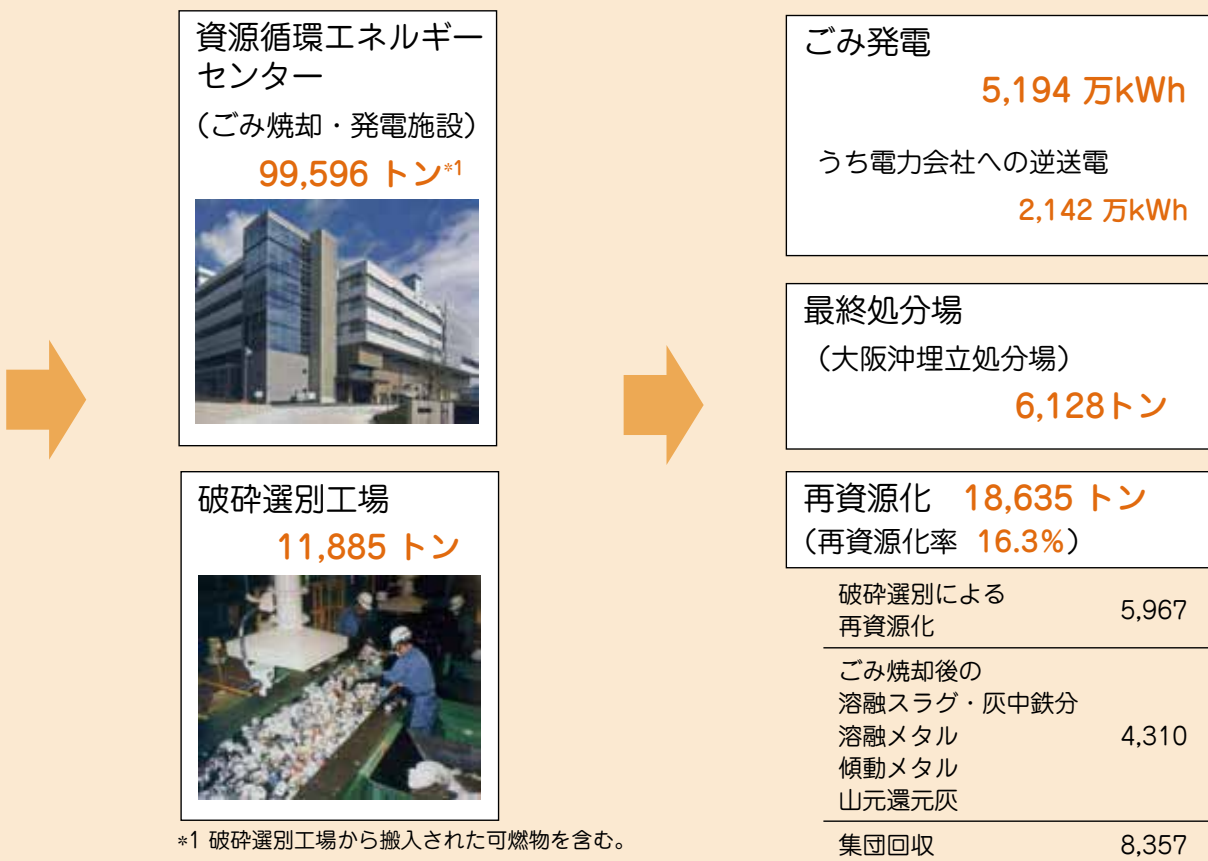 資源循環エネルギー
センター
（ごみ焼却・発電施設）
99,596 トン*1
破砕選別工場
11,885 トン
*1 破砕選別工場から搬入された可燃物を含む。
ごみ発電
5,194 万kWh
うち電力会社への逆送電
2,142 万kWh
最終処分場
（大阪沖埋立処分場）
6,128トン
再資源化 18,635 トン
（再資源化率 16.3%）
破砕選別による
再資源化 5,967
ごみ焼却後の
溶融スラグ・灰中鉄分
溶融メタル 4,310
傾動メタル
山元還元灰
集団回収 8,357